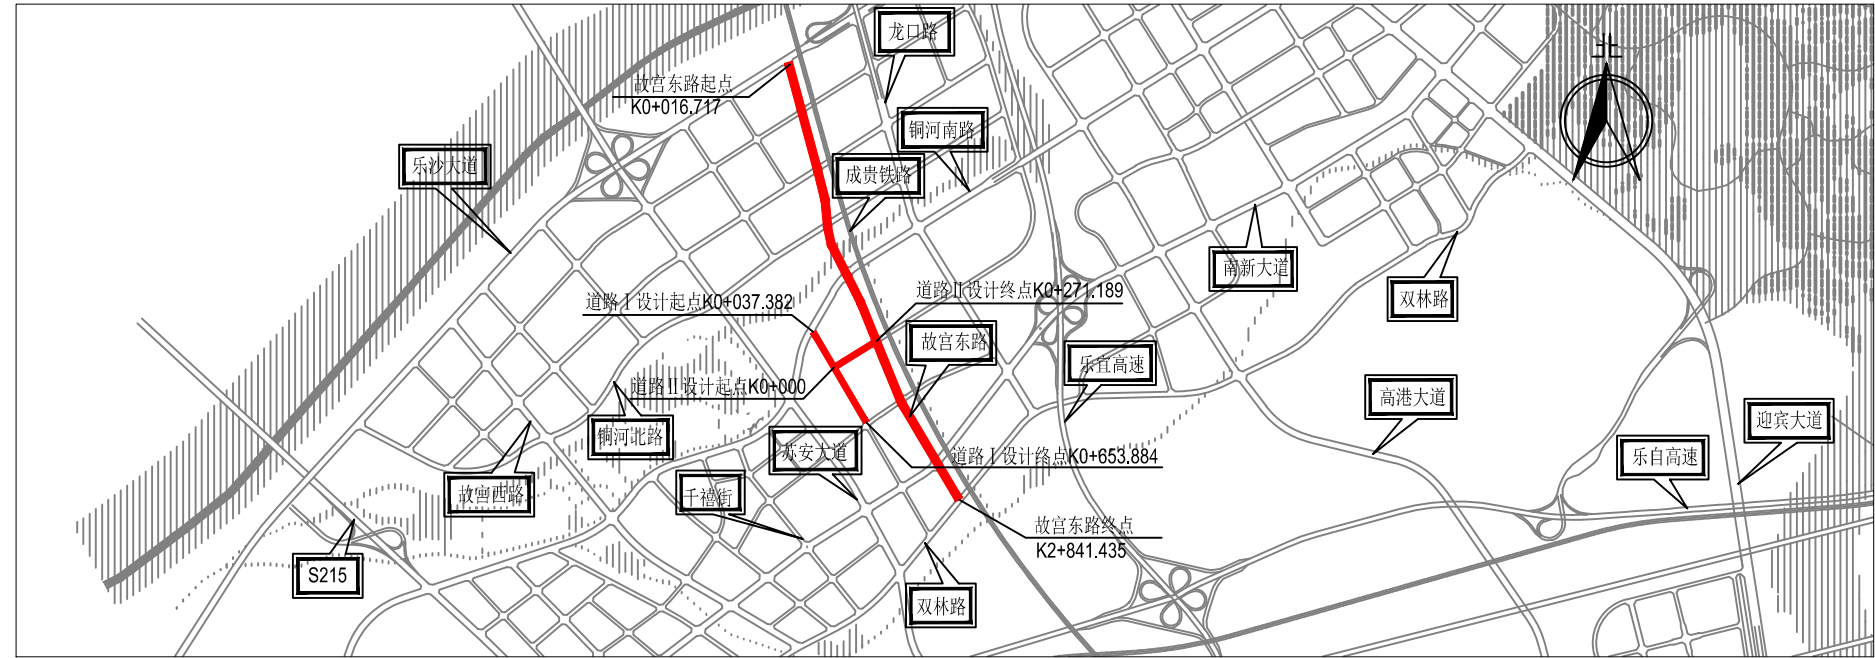 龙口路
北
故宫东路起点
K0+016.717
铜河南路
乐沙大道
成贵铁路
南新大道
双林路
道路Ⅰ设计起点K0+037.382
道路Ⅱ设计终点K0+271.189
故宫东路
乐宜高速
道路Ⅱ设计起点K0+000
高港大道
迎宾大道
铜河北路
苏安大道
道路Ⅰ设计终点K0+653.884
乐自高速
故宫西路
千禧街
故宫东路终点
K2+841.435
S215
双林路